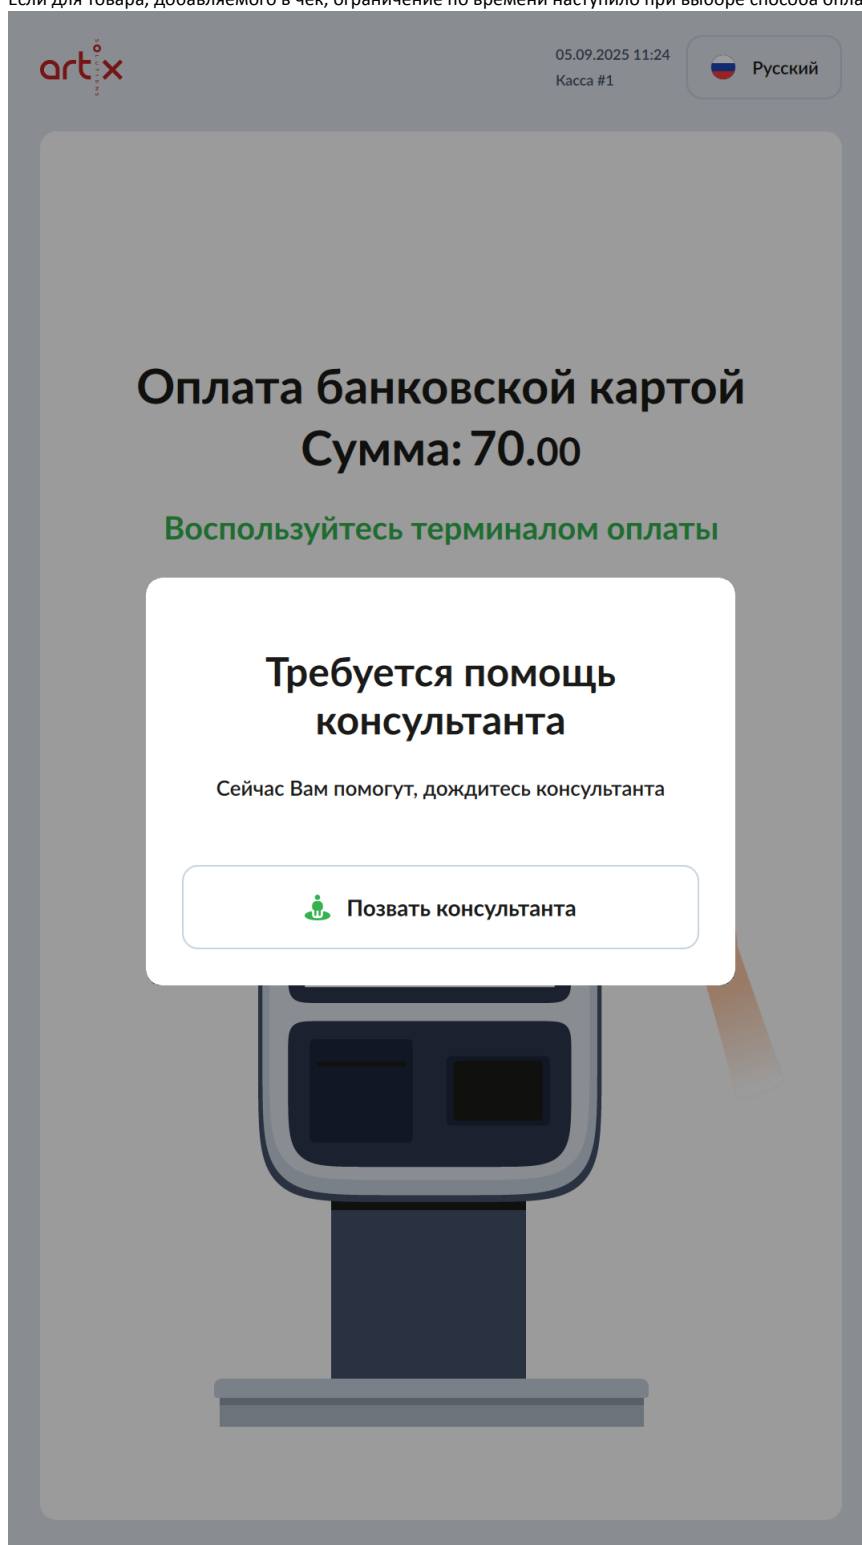 Если для товара, добавляемого в чек, ограничение по времени наступило при выборе способа
artix
SOLUTIONS
05.09.2025 11:24
Касса #1
Русский
Оплата банковской картой
Сумма: 70.00
Воспользуйтесь терминалом оплаты
Требуется помощь
консультанта
Сейчас Вам помогут, дождитесь консультанта
Позвать консультанта